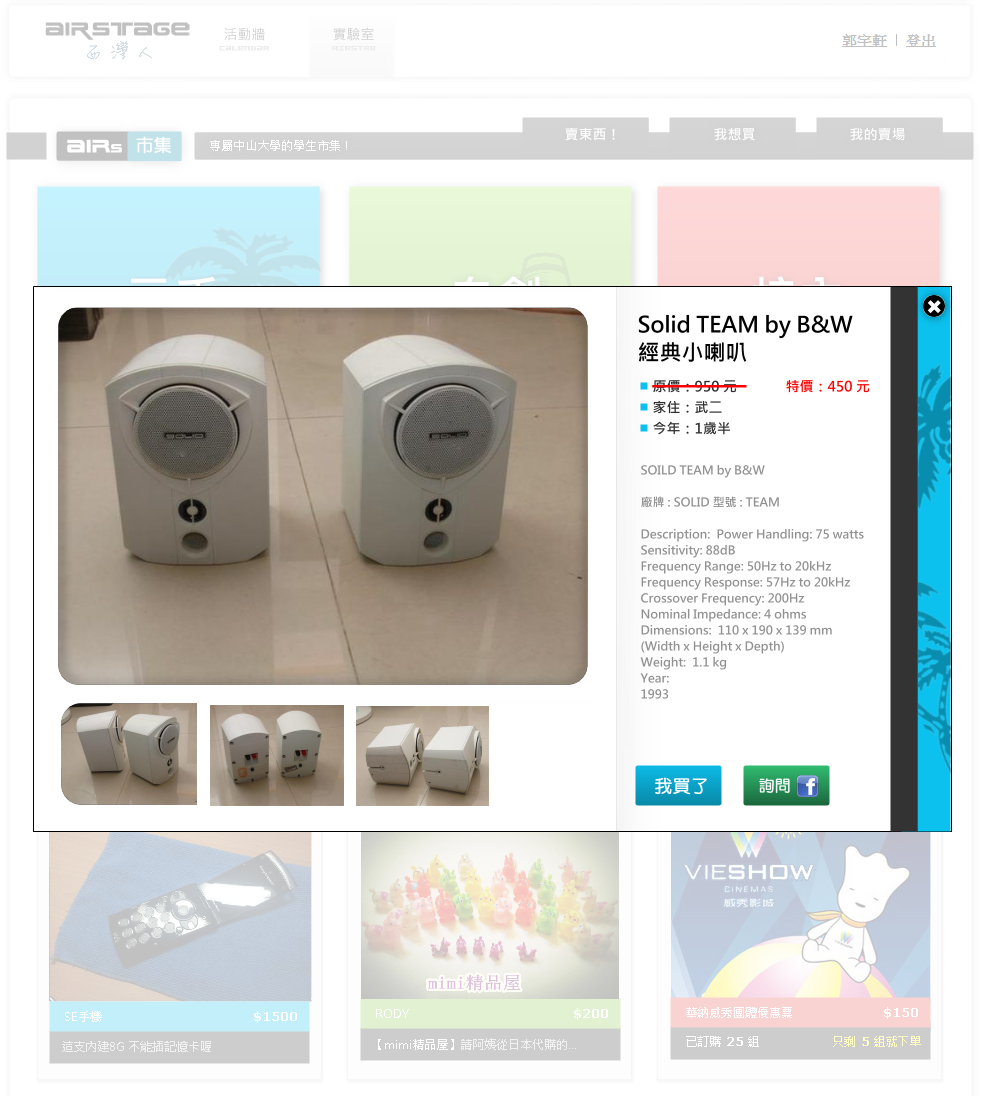 AIRSTAGE
西灣人
活動牆
CALENDAR
實驗室
郭宇軒 | 登出
賣東西！
我想買
我的賣場
AIRs 市集
專屬中山大學的學生市集！
Solid TEAM by B&W
經典小喇叭
原價：950 元 特價：450 元
家住：武二
今年：1歲半
SOLID
SOLID
SOILD TEAM by B&W
廠牌 : SOLID 型號 : TEAM
Description: Power Handling: 75 watts
Sensitivity: 88dB
Frequency Range: 50Hz to 20kHz
Frequency Response: 57Hz to 20kHz
Crossover Frequency: 200Hz
Nominal Impedance: 4 ohms
Dimensions: 110 x 190 x 139 mm
(Width x Height x Depth)
Weight: 1.1 kg
Year:
1993
我買了
詢問 f
mimi精品屋
VIESHOW
CINEMAS
威秀影城
SE手機 $1500
這支內建8G 不能插記憶卡喔
RODY $200
【mimi精品屋】請阿姨從日本代購的...
華納威秀團體優惠票 $150
已訂購 25 組 只剩 5 組就下單